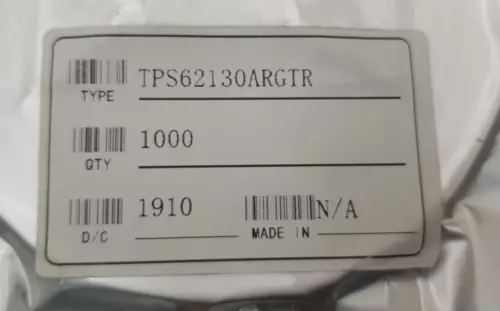 TPS62130ARGTR
TYPE
1000
QTY
1910 N/A
D/C MADE IN